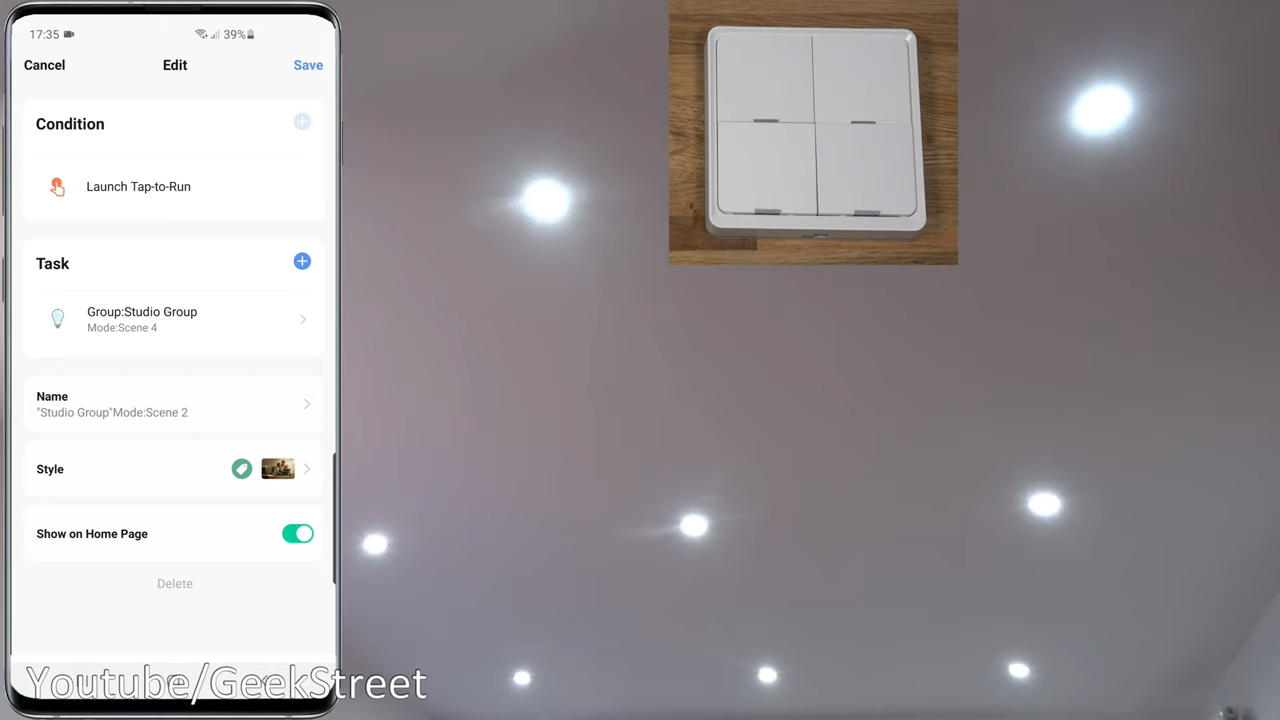 17:35
39%
Cancel
Edit
Save
Condition
Launch Tap-to-Run
Task
Group:Studio Group
Mode:Scene 4
Name
"Studio Group"Mode:Scene 2
Style
Show on Home Page
Delete
Youtube/GeekStreet